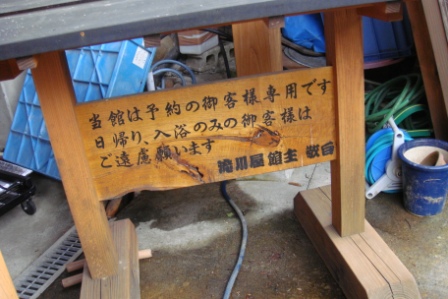 当館は予約の御客様専用です
日帰り、入浴のみの御客様は
ご遠慮願います
滝川屋館主 敬白